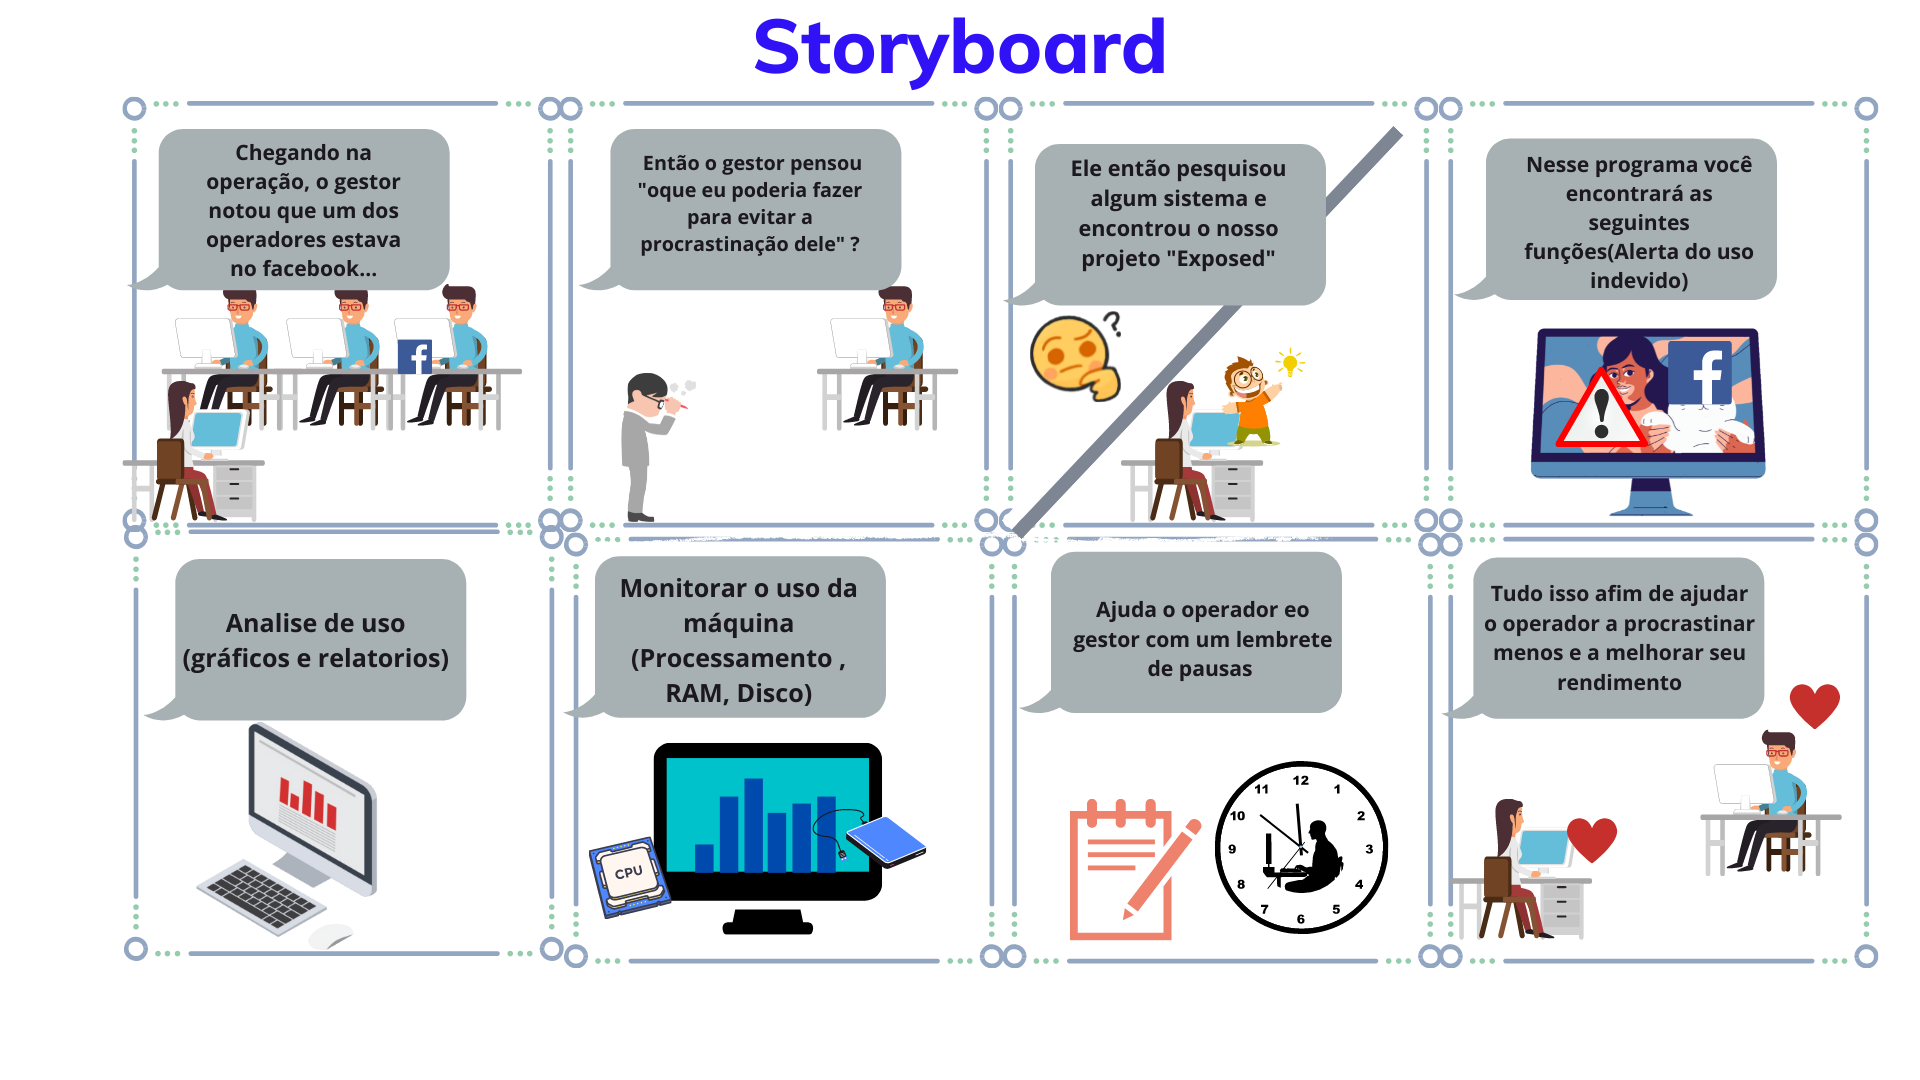 Storyboard
Chegando na
operação, o gestor
notou que um dos
operadores estava
no facebook...
Então o gestor pensou
"oque eu poderia fazer
para evitar a
procrastinação dele" ?
Ele então pesquisou
algum sistema e
encontrou o nosso
projeto "Exposed"
?
Nesse programa você
encontrará as
seguintes
funções(Alerta do uso
indevido)
f
f
!
Analise de uso
(gráficos e relatorios)
Monitorar o uso da
máquina
(Processamento ,
RAM, Disco)
CPU
Ajuda o operador eo
gestor com um lembrete
de pausas
12
11 1
10 2
9 3
8 4
7 5
6
Tudo isso afim de ajudar
o operador a procrastinar
menos e a melhorar seu
rendimento